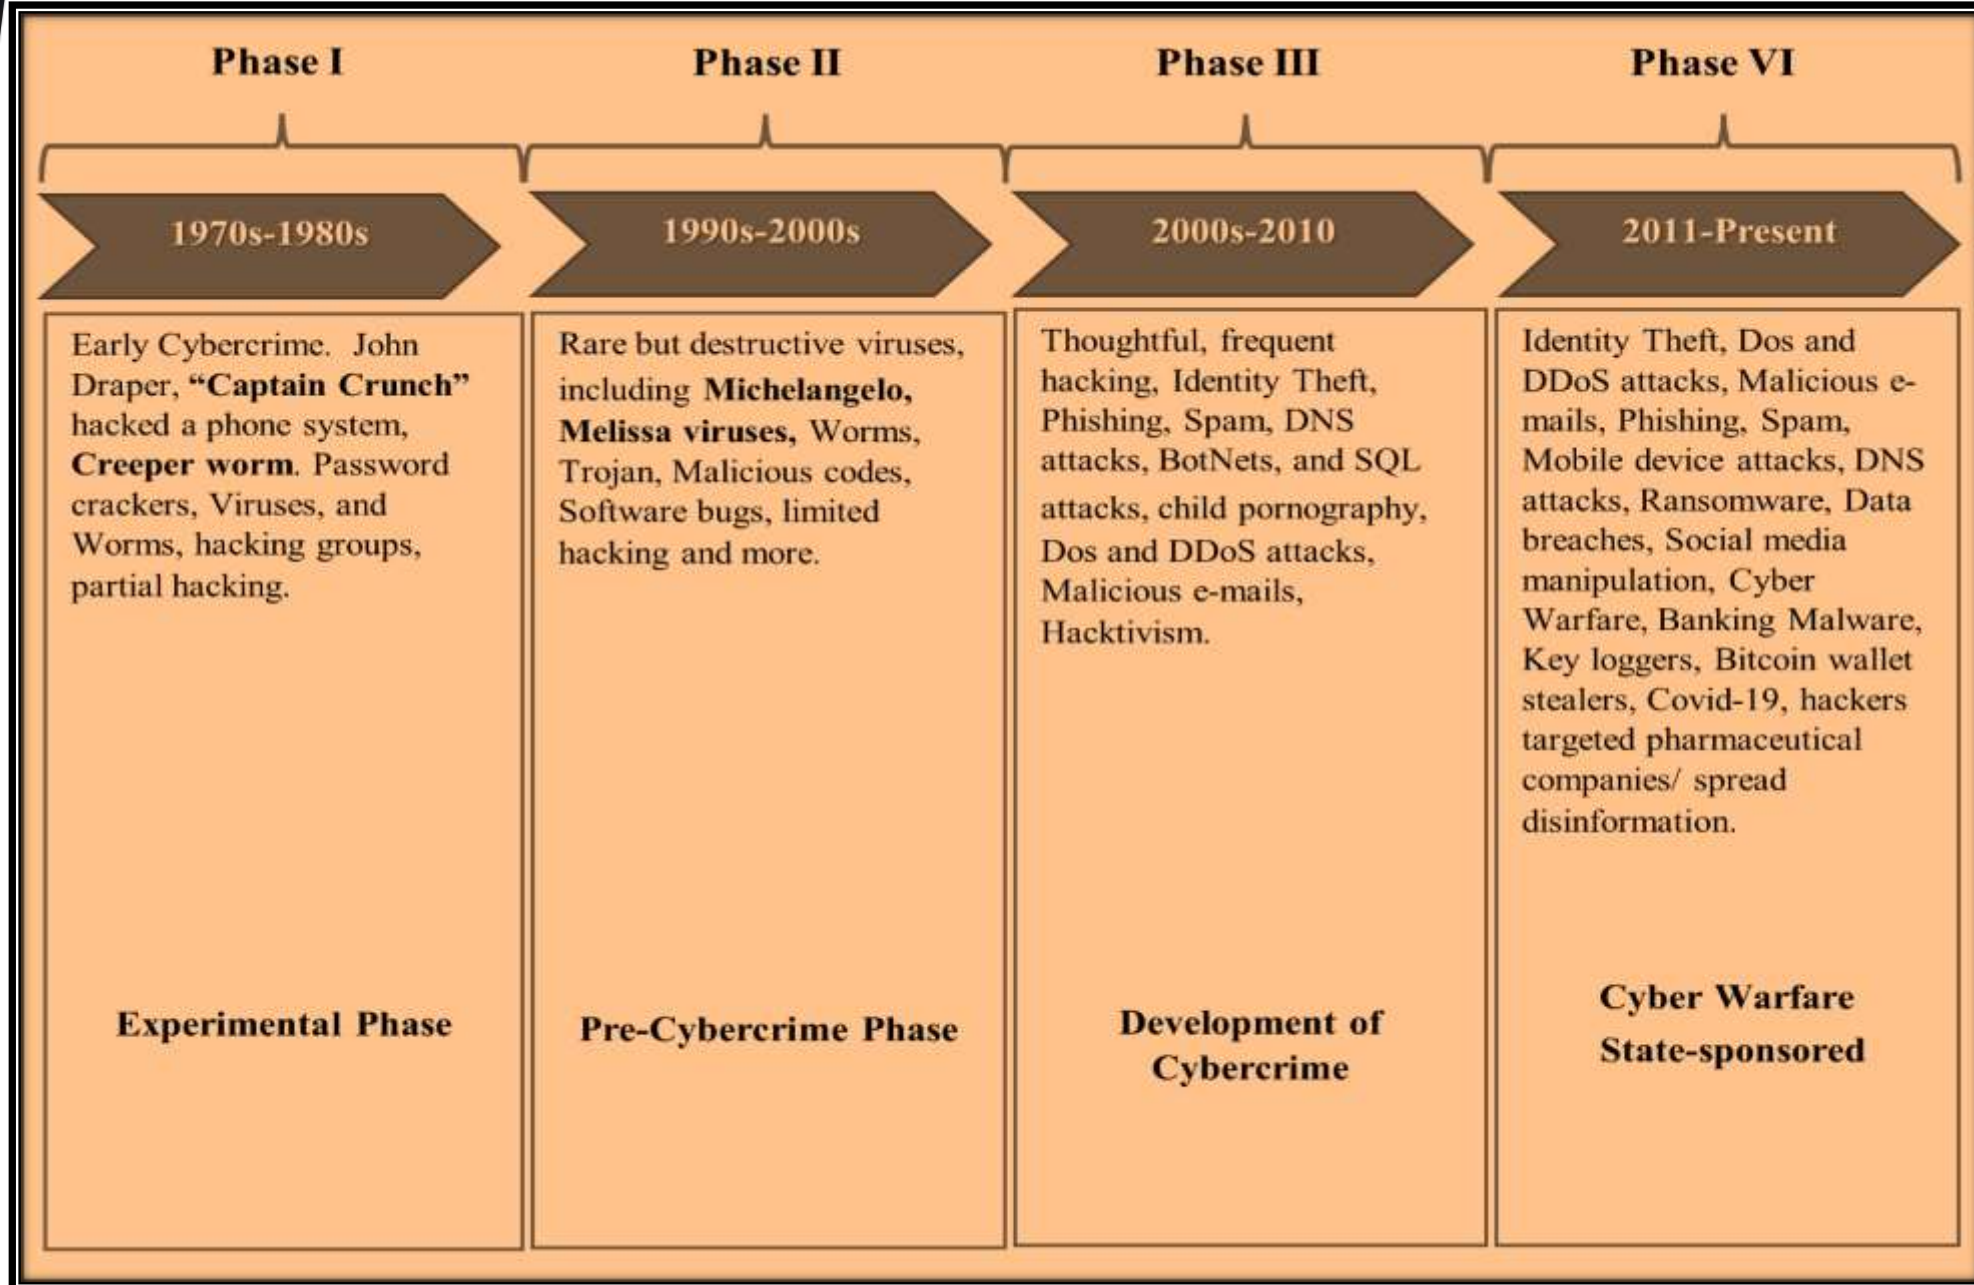 Phase I
Phase II
Phase III
Phase VI
1970s-1980s
1990s-2000s
2000s-2010
2011-Present
Early Cybercrime. John
Draper, “Captain Crunch”
hacked a phone system,
Creeper worm. Password
crackers, Viruses, and
Worms, hacking groups,
partial hacking.
Experimental Phase
Rare but destructive viruses,
including Michelangelo,
Melissa viruses, Worms,
Trojan, Malicious codes,
Software bugs, limited
hacking and more.
Pre-Cybercrime Phase
Thoughtful, frequent
hacking, Identity Theft,
Phishing, Spam, DNS
attacks, BotNets, and SQL
attacks, child pornography,
Dos and DDoS attacks,
Malicious e-mails,
Hacktivism.
Development of
Cybercrime
Identity Theft, Dos and
DDoS attacks, Malicious e-
mails, Phishing, Spam,
Mobile device attacks, DNS
attacks, Ransomware, Data
breaches, Social media
manipulation, Cyber
Warfare, Banking Malware,
Key loggers, Bitcoin wallet
stealers, Covid-19, hackers
targeted pharmaceutical
companies/ spread
disinformation.
Cyber Warfare
State-sponsored